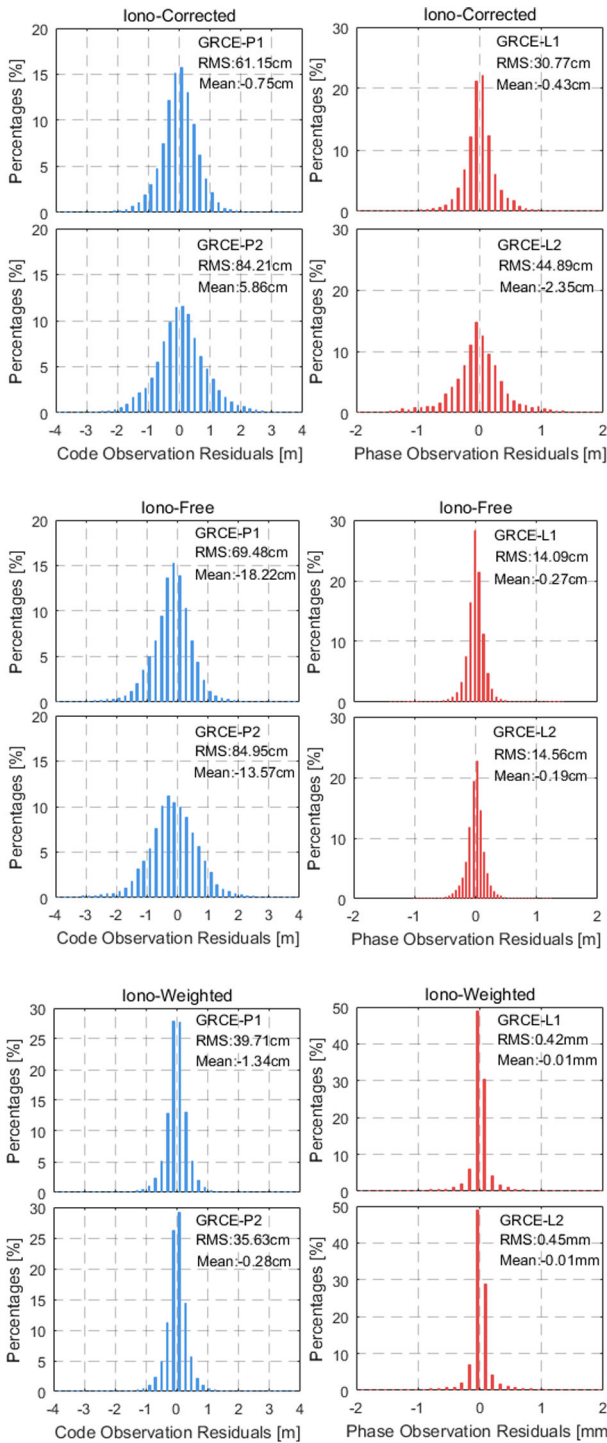 Iono-Corrected
20
15
10
5
0
Percentages [%]
GRCE-P1
RMS:61.15cm
Mean:-0.75cm
Iono-Corrected
30
20
10
0
Percentages [%]
GRCE-L1
RMS:30.77cm
Mean:-0.43cm
20
15
10
5
0
Percentages [%]
GRCE-P2
RMS:84.21cm
Mean:5.86cm
-4 -3 -2 -1 0 1 2 3 4
Code Observation Residuals [m]
30
20
10
0
Percentages [%]
GRCE-L2
RMS:44.89cm
Mean:-2.35cm
-2 -1 0 1 2
Phase Observation Residuals [m]
Iono-Free
20
15
10
5
0
Percentages [%]
GRCE-P1
RMS:69.48cm
Mean:-18.22cm
Iono-Free
30
20
10
0
Percentages [%]
GRCE-L1
RMS:14.09cm
Mean:-0.27cm
20
15
10
5
0
Percentages [%]
GRCE-P2
RMS:84.95cm
Mean:-13.57cm
-4 -3 -2 -1 0 1 2 3 4
Code Observation Residuals [m]
30
20
10
0
Percentages [%]
GRCE-L2
RMS:14.56cm
Mean:-0.19cm
-2 -1 0 1 2
Phase Observation Residuals [m]
Iono-Weighted
30
25
20
15
10
5
0
Percentages [%]
GRCE-P1
RMS:39.71cm
Mean:-1.34cm
Iono-Weighted
50
40
30
20
10
0
Percentages [%]
GRCE-L1
RMS:0.42mm
Mean:-0.01mm
30
25
20
15
10
5
0
Percentages [%]
GRCE-P2
RMS:35.63cm
Mean:-0.28cm
-4 -3 -2 -1 0 1 2 3 4
Code Observation Residuals [m]
50
40
30
20
10
0
Percentages [%]
GRCE-L2
RMS:0.45mm
Mean:-0.01mm
-2 -1 0 1 2
Phase Observation Residuals [mm]